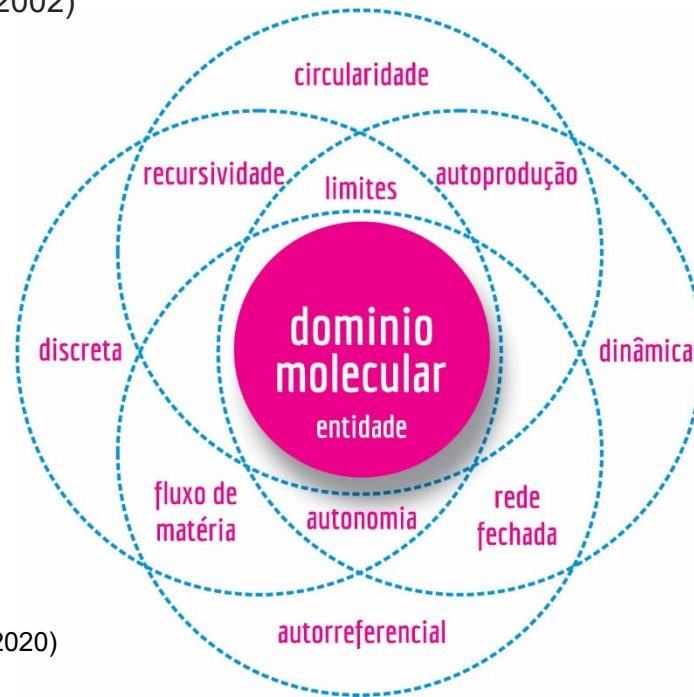 2002)
circularidade
recursividade
limites
autoprodução
discreta
dominio
molecular
entidade
dinâmica
fluxo de
matéria
autonomia
rede
fechada
2020)
autorreferencial